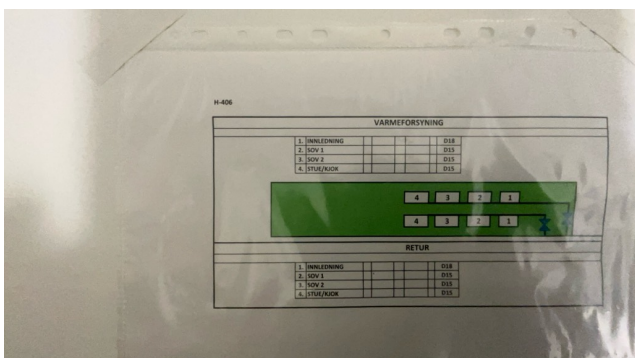 H-406
VARMEFORSYNING
1. INNLEDNING D18
2. SOV 1 D15
3. SOV 2 D15
4. STUE/KJØK D15
4 3 2 1
4 3 2 1
RETUR
1. INNLEDNING D18
2. SOV 1 D15
3. SOV 2 D15
4. STUE/KJØK D15